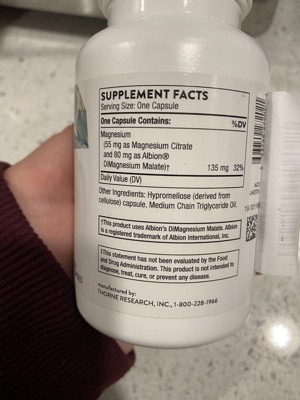 SUPPLEMENT FACTS
Serving Size: One Capsule
One Capsule Contains: %DV
Magnesium
(55 mg as Magnesium Citrate
and 80 mg as Albion®
DiMagnesium Malate)† 135 mg 32%
Daily Value (DV)
Other Ingredients: Hypromellose (derived from
cellulose) capsule, Medium Chain Triglyceride Oil.
†This product uses Albion's DiMagnesium Malate. Albion
is a registered trademark of Albion International, Inc.
‡This statement has not been evaluated by the Food
and Drug Administration. This product is not intended to
diagnose, treat, cure, or prevent any disease.
manufactured by:
THORNE RESEARCH, INC., 1-800-228-1966